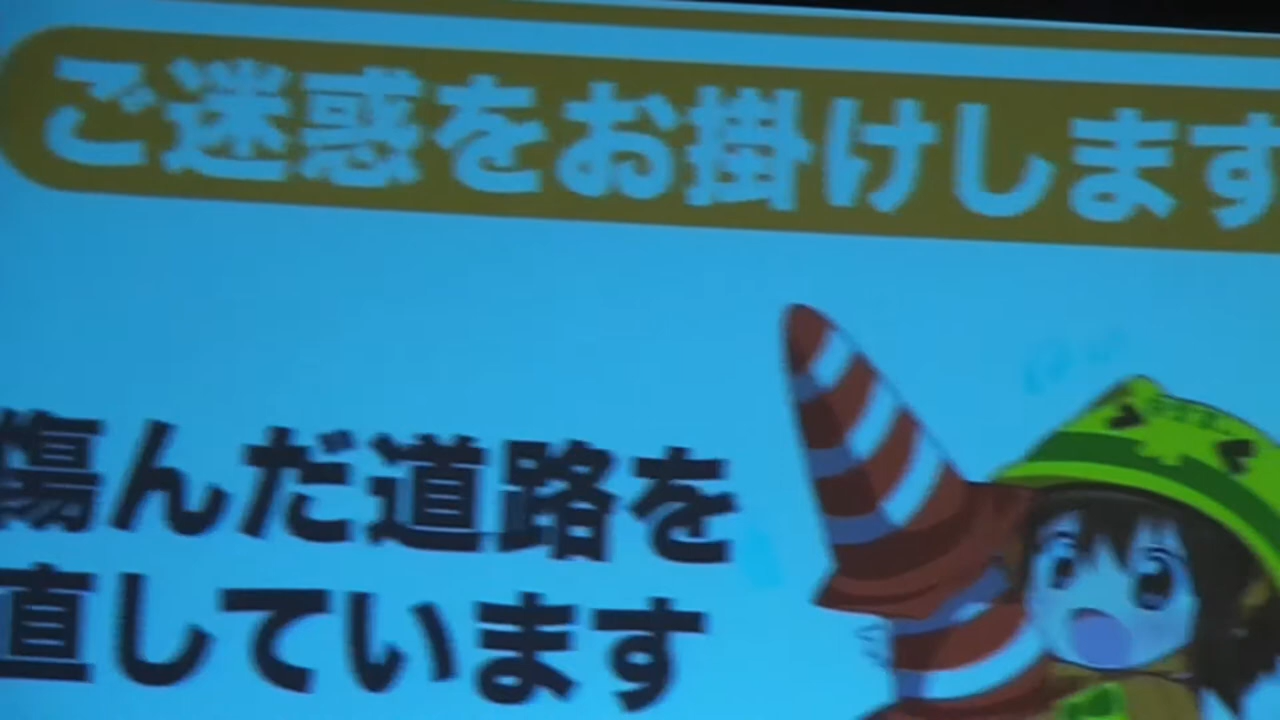 ご迷惑をお掛けします
傷んだ道路を
直しています